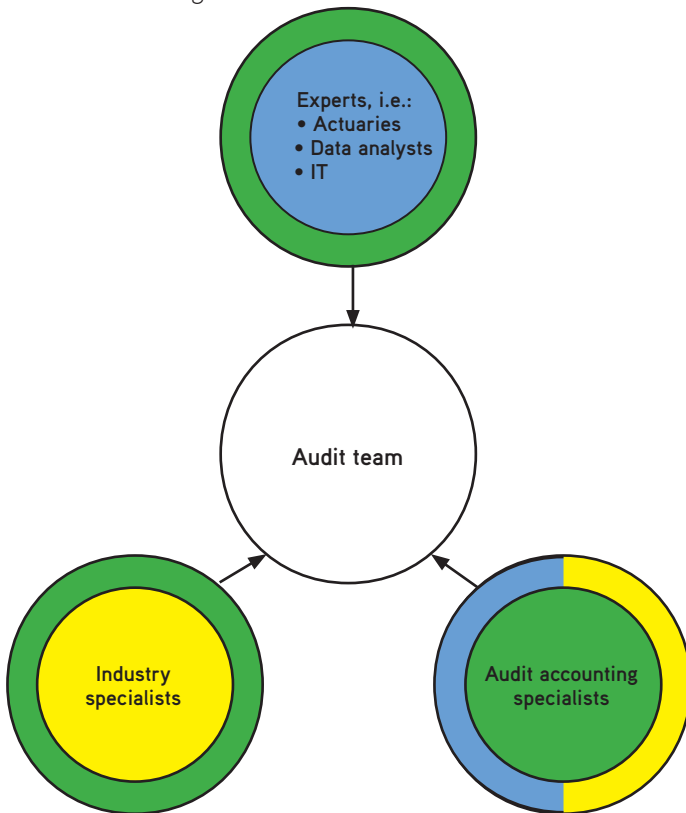 Experts, i.e.:
• Actuaries
• Data analysts
• IT
Audit team
Industry
specialists
Audit accounting
specialists